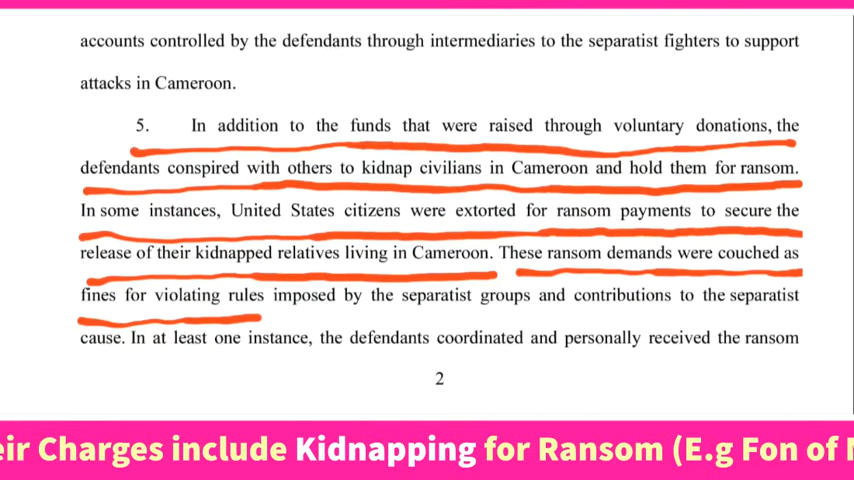 accounts controlled by the defendants through intermediaries to the separatist fighters to support
attacks in Cameroon.
5. In addition to the funds that were raised through voluntary donations, the
defendants conspired with others to kidnap civilians in Cameroon and hold them for ransom.
In some instances, United States citizens were extorted for ransom payments to secure the
release of their kidnapped relatives living in Cameroon. These ransom demands were couched as
fines for violating rules imposed by the separatist groups and contributions to the separatist
cause. In at least one instance, the defendants coordinated and personally received the ransom
2
Charges include Kidnapping for Ransom (E.g Fon of